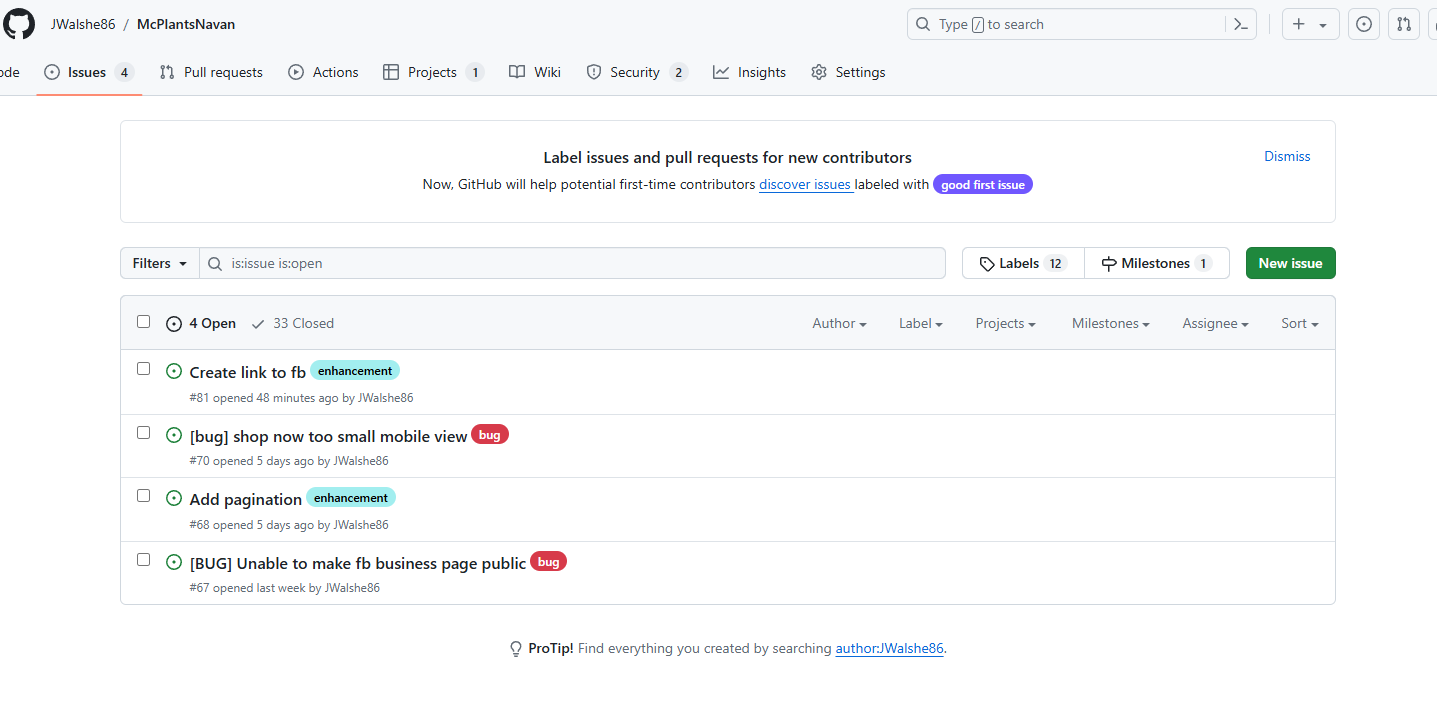 JWalshe86 / McPlantsNavan
Type / to search
ode Issues 4 Pull requests Actions Projects 1 Wiki Security 2 Insights Settings
Label issues and pull requests for new contributors
Dismiss
Now, GitHub will help potential first-time contributors discover issues labeled with good first issue
Filters is:issue is:open Labels 12 Milestones 1 New issue
4 Open 33 Closed Author Label Projects Milestones Assignee Sort
Create link to fb enhancement
#81 opened 48 minutes ago by JWalshe86
[bug] shop now too small mobile view bug
#70 opened 5 days ago by JWalshe86
Add pagination enhancement
#68 opened 5 days ago by JWalshe86
[BUG] Unable to make fb business page public bug
#67 opened last week by JWalshe86
ProTip! Find everything you created by searching author:JWalshe86.